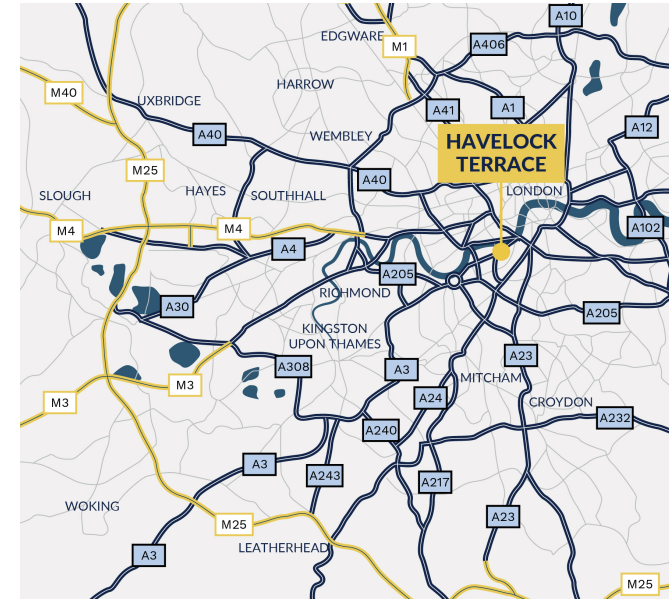 A10
EDGWARE
M1
A406
HARROW
M40
UXBRIDGE
A41
A1
A12
WEMBLEY
A40
HAVELOCK
TERRACE
M25
A40
SLOUGH
HAYES
SOUTHHALL
LONDON
M4
M4
A102
A4
A205
RICHMOND
A30
A205
KINGSTON
UPON THAMES
A23
A308
A3
MITCHAM
M3
A24
M3
CROYDON
A232
A240
A3
A243
A217
WOKING
M25
A23
LEATHERHEAD
A3
M25